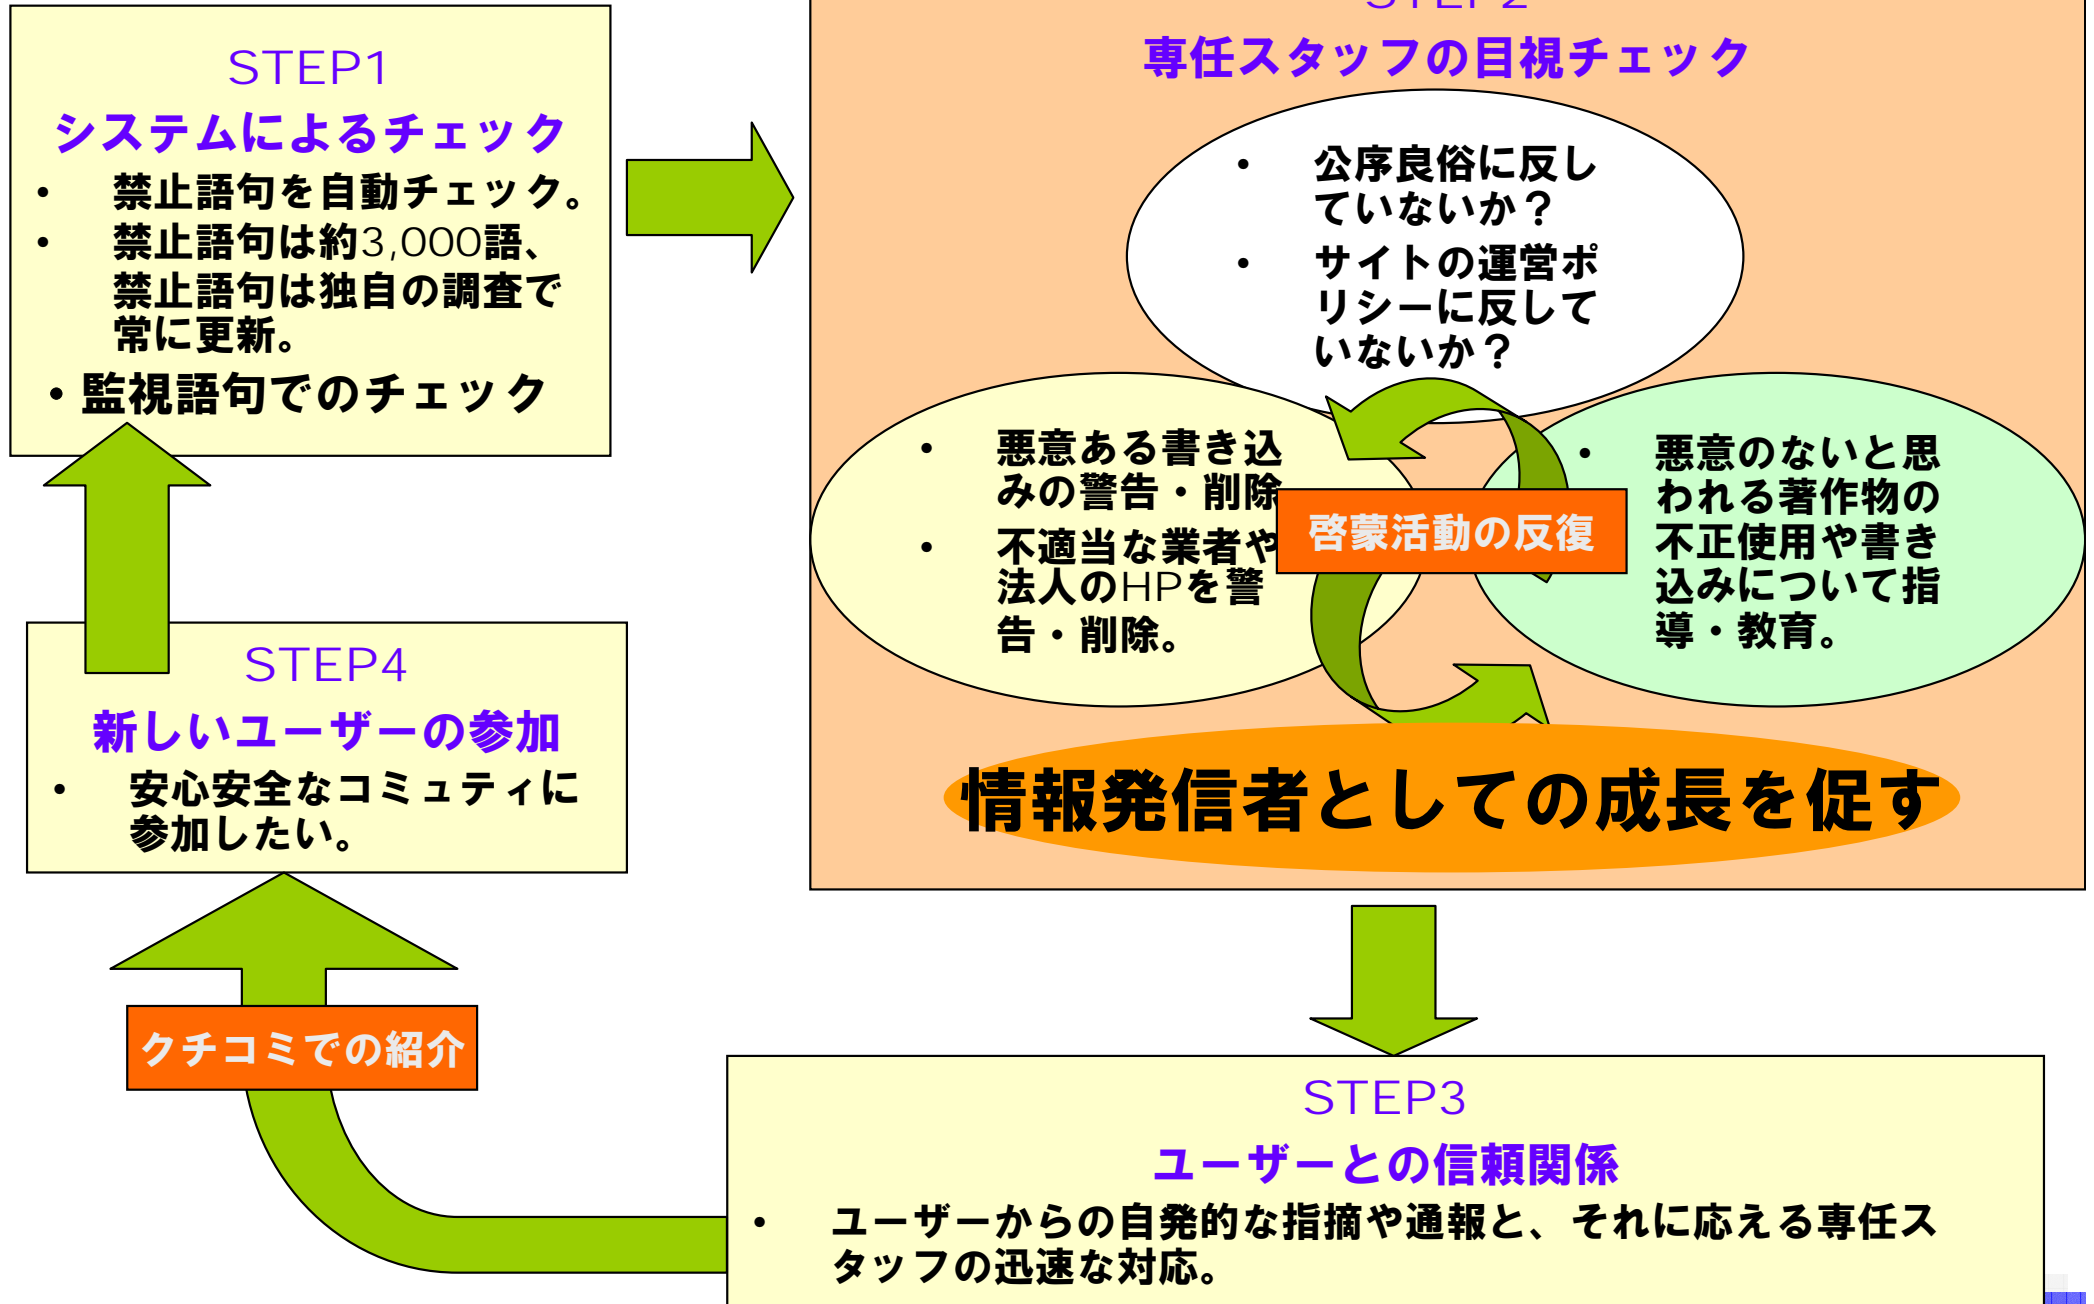 STEP1
システムによるチェック
・ 禁止語句を自動チェック。
・ 禁止語句は約3,000語、
禁止語句は独自の調査で
常に更新。
・監視語句でのチェック
STEP2
専任スタッフの目視チェック
・ 公序良俗に反し
ていないか？
・ サイトの運営ポ
リシーに反して
いないか？
・ 悪意ある書き込
みの警告・削除
・ 不適当な業者や
法人のHPを警
告・削除。
啓蒙活動の反復
・ 悪意のないと思
われる著作物の
不正使用や書き
込みについて指
導・教育。
情報発信者としての成長を促す
STEP3
ユーザーとの信頼関係
・ ユーザーからの自発的な指摘や通報と、それに応える専任ス
タッフの迅速な対応。
クチコミでの紹介
STEP4
新しいユーザーの参加
・ 安心安全なコミュティに
参加したい。